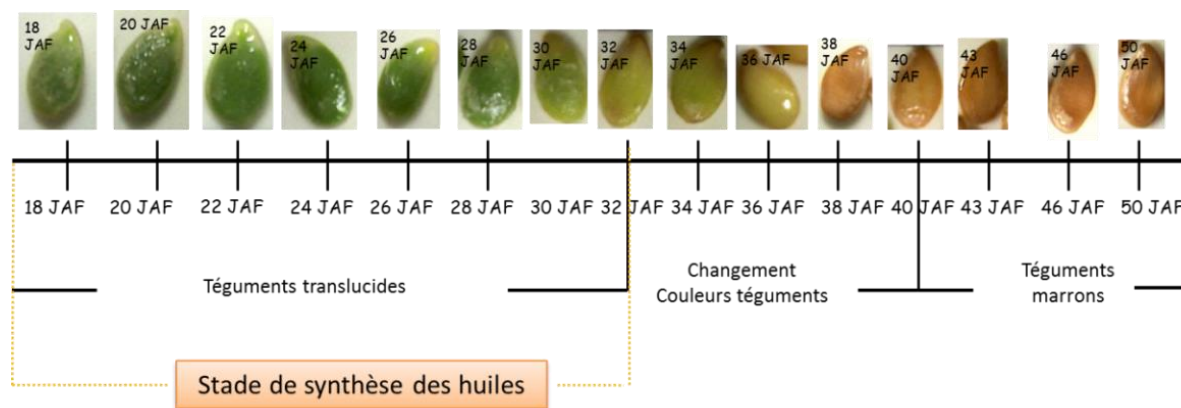 18
JAF
20 JAF
22
JAF
24
JAF
26
JAF
28
JAF
30
JAF
32
JAF
34
JAF
36 JAF
38
JAF
40
JAF
43
JAF
46
JAF
50
JAF
18 JAF 20 JAF 22 JAF 24 JAF 26 JAF 28 JAF 30 JAF 32 JAF 34 JAF 36 JAF 38 JAF 40 JAF 43 JAF 46 JAF 50 JAF
Téguments translucides
Changement
Couleurs téguments
Téguments
marrons
Stade de synthèse des huiles